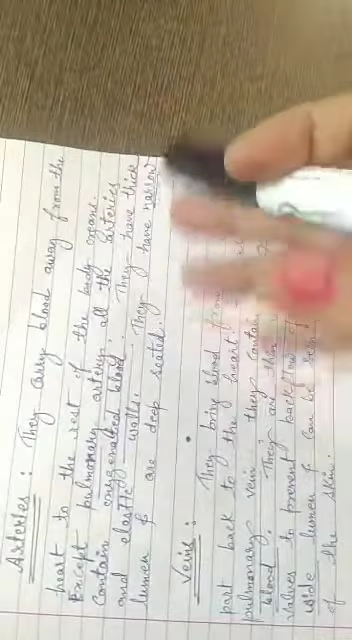 Arteries : They carry blood away from the
heart to the rest of the body organs.
Except pulmonary artery, all the arteries
contain oxygenated blood. They have thick
and elastic walls. They have narrow
lumen & are deep seated.
Veins : They bring blood from
part back to the heart,
pulmonary vein they contain
blood. They are thin
valves to prevent backflow of
wide lumen & can be seen
of the skin.